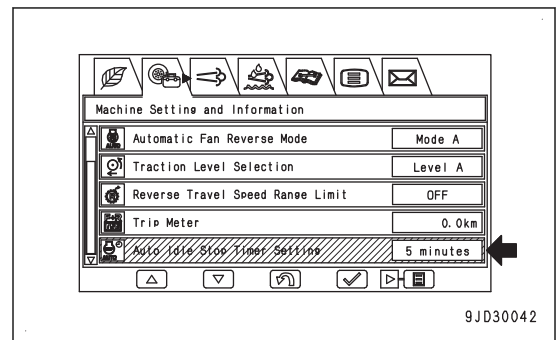 Machine Setting and Information
Automatic Fan Reverse Mode Mode A
Traction Level Selection Level A
Reverse Travel Speed Range Limit OFF
Trip Meter 0.0km
Auto Idle Stop Timer Setting 5 minutes
9JD30042